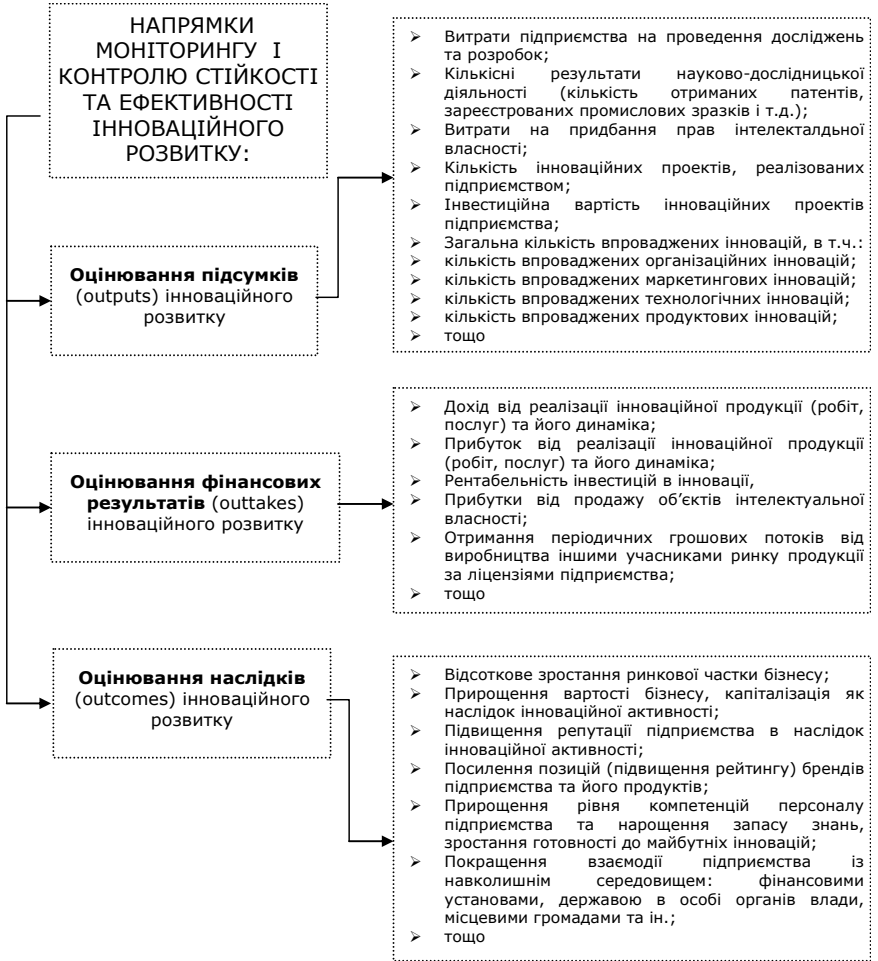 НАПРЯМКИ
МОНІТОРИНГУ І
КОНТРОЛЮ СТІЙКОСТІ
ТА ЕФЕКТИВНОСТІ
ІННОВАЦІЙНОГО
РОЗВИТКУ:
Оцінювання підсумків
(outputs) інноваційного
розвитку
➢ Витрати підприємства на проведення досліджень
та розробок;
➢ Кількісні результати науково-дослідницької
діяльності (кількість отриманих патентів,
зареєстрованих промислових зразків і т.д.);
➢ Витрати на придбання прав інтелекталдьної
власності;
➢ Кількість інноваційних проектів, реалізованих
підприємством;
➢ Інвестиційна вартість інноваційних проектів
підприємства;
➢ Загальна кількість впроваджених інновацій, в т.ч.:
➢ кількість впроваджених організаційних інновацій;
➢ кількість впроваджених маркетингових інновацій;
➢ кількість впроваджених технологічних інновацій;
➢ кількість впроваджених продуктових інновацій;
➢ тощо
Оцінювання фінансових
результатів (outtakes)
інноваційного розвитку
➢ Дохід від реалізації інноваційної продукції (робіт,
послуг) та його динаміка;
➢ Прибуток від реалізації інноваційної продукції
(робіт, послуг) та його динаміка;
➢ Рентабельність інвестицій в інновації,
➢ Прибутки від продажу об’єктів інтелектуальної
власності;
➢ Отримання періодичних грошових потоків від
виробництва іншими учасниками ринку продукції
за ліцензіями підприємства;
➢ тощо
Оцінювання наслідків
(outcomes) інноваційного
розвитку
➢ Відсоткове зростання ринкової частки бізнесу;
➢ Прирощення вартості бізнесу, капіталізація як
наслідок інноваційної активності;
➢ Підвищення репутації підприємства в наслідок
інноваційної активності;
➢ Посилення позицій (підвищення рейтингу) брендів
підприємства та його продуктів;
➢ Прирощення рівня компетенцій персоналу
підприємства та нарощення запасу знань,
зростання готовності до майбутніх інновацій;
➢ Покращення взаємодії підприємства із
навколишнім середовищем: фінансовими
установами, державою в особі органів влади,
місцевими громадами та ін.;
➢ тощо